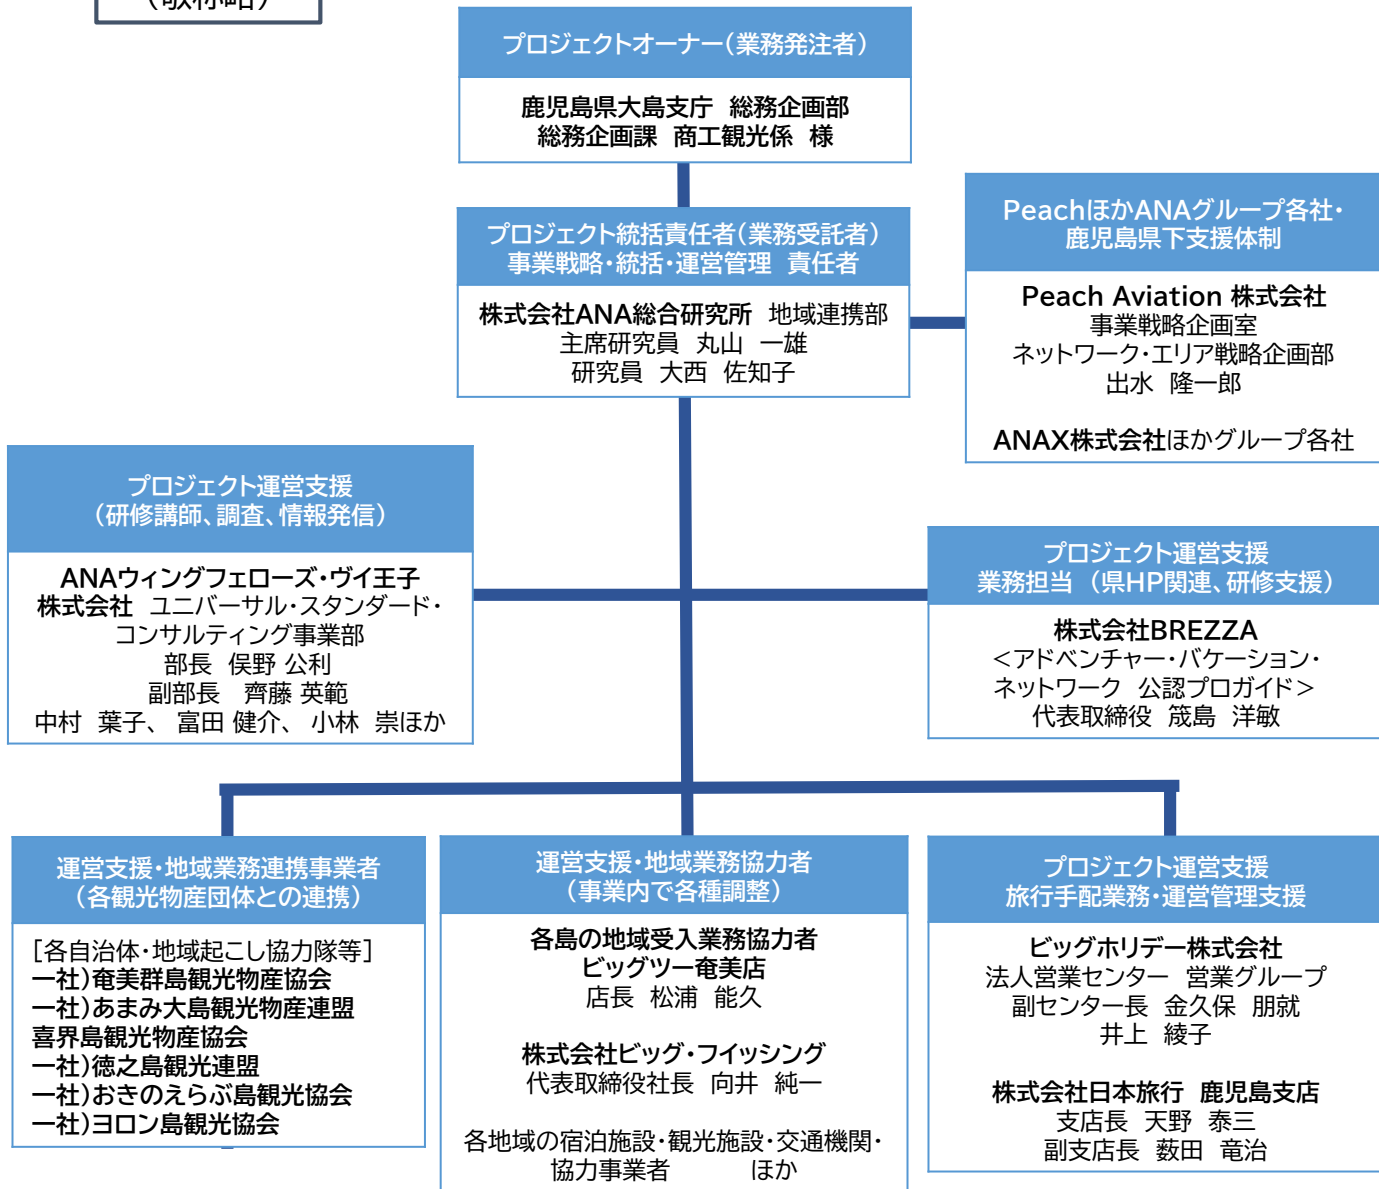 (敬称略)
プロジェクトオーナー(業務発注者)
鹿児島県大島支庁 総務企画部
総務企画課 商工観光係 様
プロジェクト統括責任者(業務受託者)
事業戦略・統括・運営管理 責任者
株式会社ANA総合研究所 地域連携部
主席研究員 丸山 一雄
研究員 大西 佐知子
PeachほかANAグループ各社・
鹿児島県下支援体制
Peach Aviation 株式会社
事業戦略企画室
ネットワーク・エリア戦略企画部
出水 隆一郎
ANAX株式会社ほかグループ各社
プロジェクト運営支援
(研修講師、調査、情報発信)
ANAウィングフェローズ・ヴイ王子
株式会社 ユニバーサル・スタンダード・
コンサルティング事業部
部長 俣野 公利
副部長 齊藤 英範
中村 葉子、 富田 健介、 小林 崇ほか
プロジェクト運営支援
業務担当 (県HP関連、研修支援)
株式会社BREZZA
<アドベンチャー・バケーション・
ネットワーク 公認プロガイド>
代表取締役 筬島 洋敏
運営支援・地域業務連携事業者
(各観光物産団体との連携)
[各自治体・地域起こし協力隊等]
一社)奄美群島観光物産協会
一社)あまみ大島観光物産連盟
喜界島観光物産協会
一社)徳之島観光連盟
一社)おきのえらぶ島観光協会
一社)ヨロン島観光協会
運営支援・地域業務協力者
(事業内で各種調整)
各島の地域受入業務協力者
ビッグツー奄美店
店長 松浦 能久
株式会社ビッグ・フイッシング
代表取締役社長 向井 純一
各地域の宿泊施設・観光施設・交通機関・
協力事業者 ほか
プロジェクト運営支援
旅行手配業務・運営管理支援
ビッグホリデー株式会社
法人営業センター 営業グループ
副センター長 金久保 朋就
井上 綾子
株式会社日本旅行 鹿児島支店
支店長 天野 泰三
副支店長 薮田 竜治